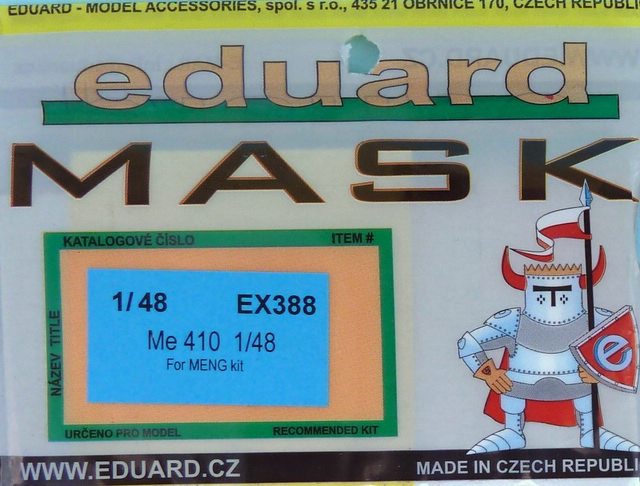 EDUARD - MODEL ACCESSORIES, spol. s r.o., 435 21 OBRNICE 170, CZECH REPUBLI
eduard
MASK
KATALOGOVÉ ČÍSLO ITEM #
1/48 EX388
Me 410 1/48
For MENG kit
NÁZEV TITLE
URČENO PRO MODEL RECOMMENDED KIT
e
WWW.EDUARD.CZ MADE IN CZECH REPUBLI